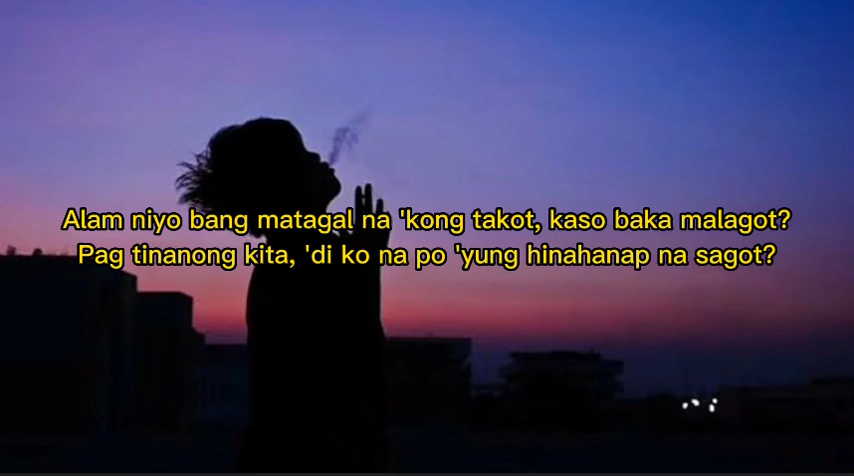 Alam niyo bang matagal na 'kong takot, kaso baka malagot?
Pag tinanong kita, 'di ko na po 'yung hinahanap na sagot?